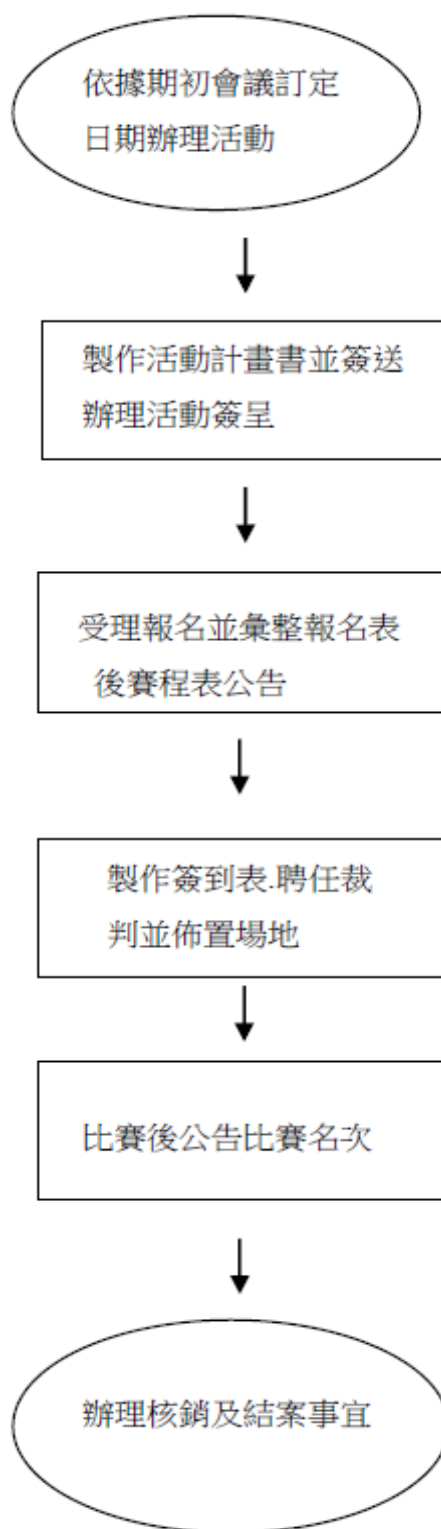 依據期初會議訂定
日期辦理活動
製作活動計畫書並簽送
辦理活動簽呈
受理報名並彙整報名表
後賽程表公告
製作簽到表.聘任裁
判並佈置場地
比賽後公告比賽名次
辦理核銷及結案事宜